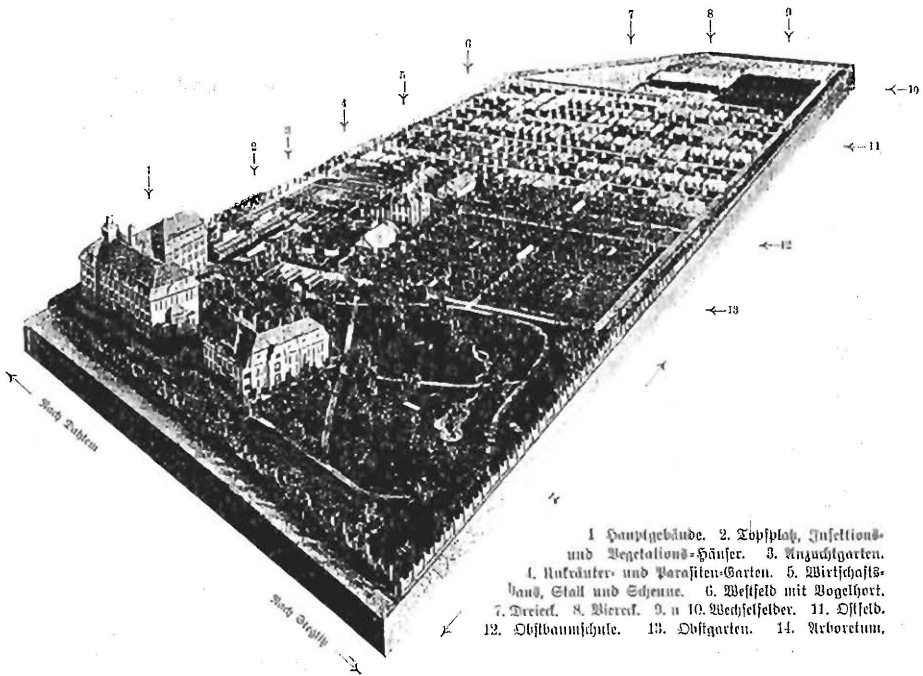 7 8 9
6
5
4
3
2
1
10
11
12
13
14
Nach Dahlem
Nach Steglitz
1 Hauptgebäude. 2. Topfplatz, Infektions-
und Vegetations-Häuser. 3. Anzuchtgarten.
4. Unkräuter- und Parasiten-Garten. 5. Wirtschafts-
haus, Stall und Scheune. 6. Westfeld mit Vogelhort.
7. Dreieck. 8. Viereck. 9. u 10. Wechselfelder. 11. Ostfeld.
12. Obstbaumschule. 13. Obstgarten. 14. Arboretum.